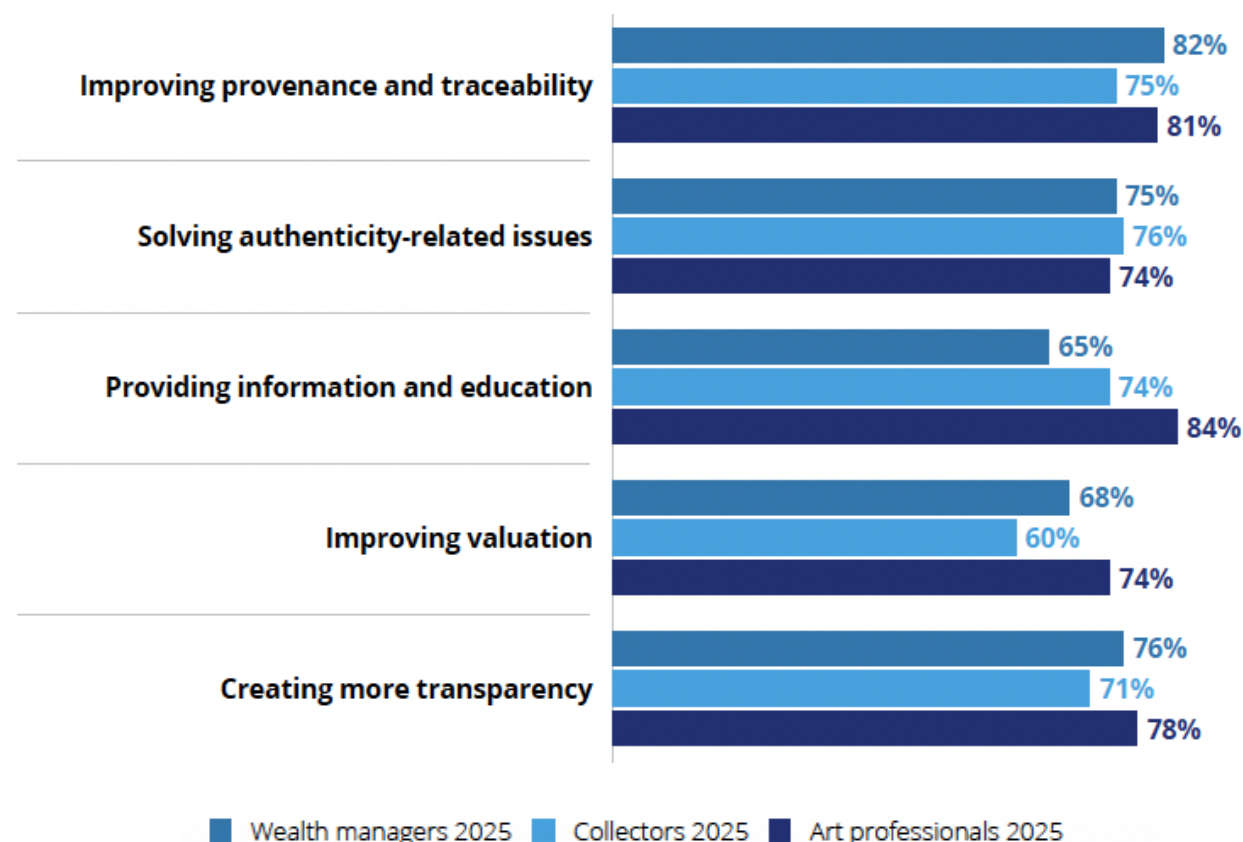 82%
Improving provenance and traceability 75%
81%
75%
Solving authenticity-related issues 76%
74%
65%
Providing information and education 74%
84%
68%
Improving valuation 60%
74%
76%
Creating more transparency 71%
78%
Wealth managers 2025 Collectors 2025 Art professionals 2025